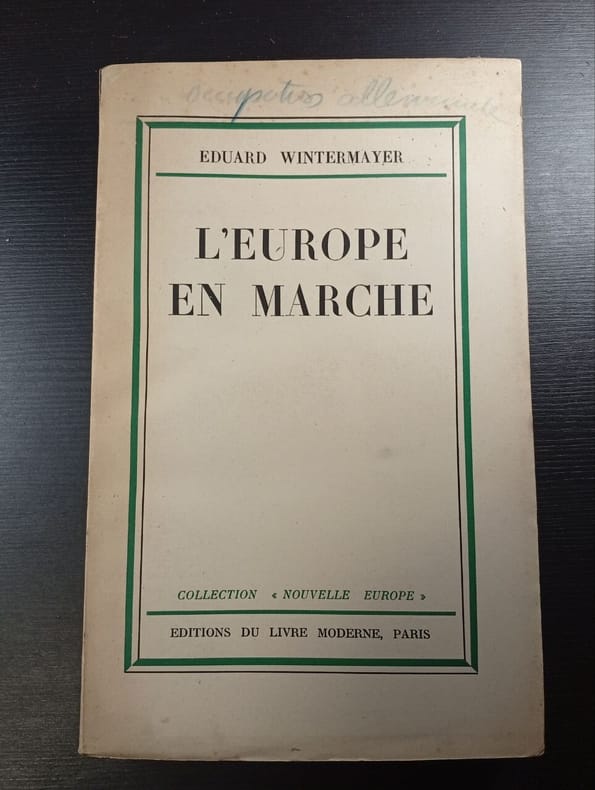 occupation allemande
EDUARD WINTERMAYER
L'EUROPE
EN MARCHE
COLLECTION « NOUVELLE EUROPE »
EDITIONS DU LIVRE MODERNE, PARIS